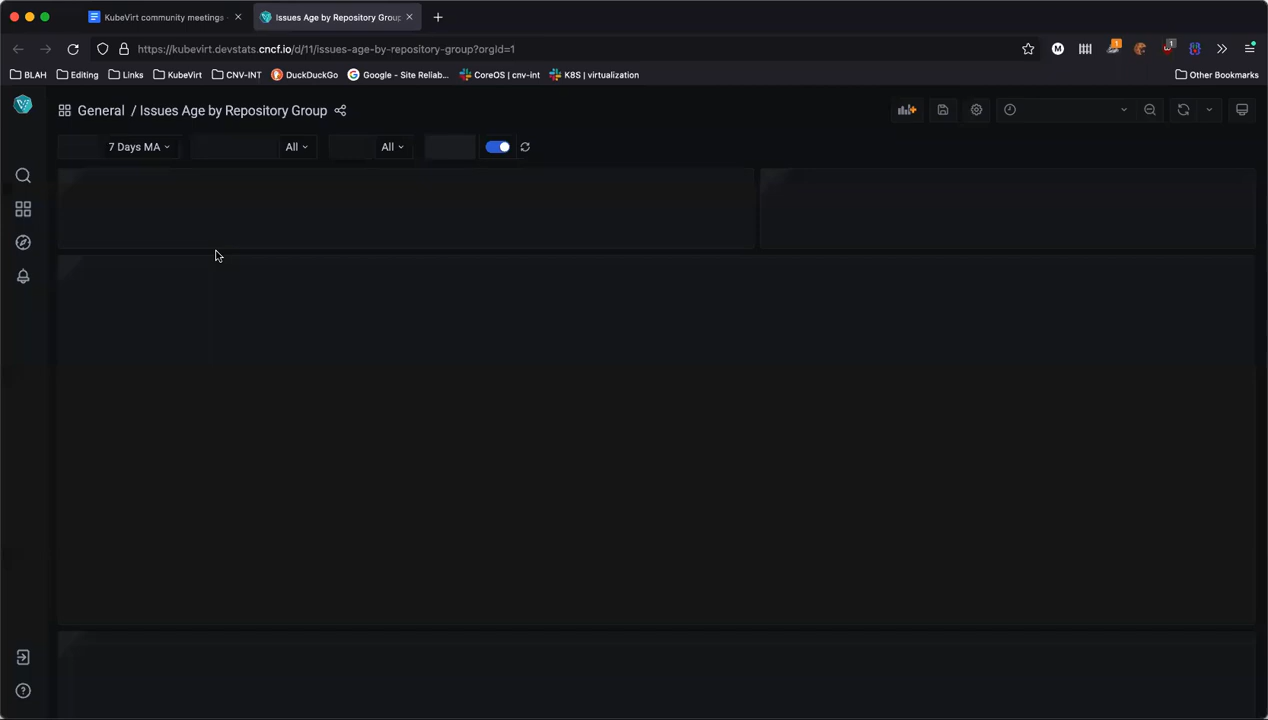 KubeVirt community meetings -
Issues Age by Repository Group
https://kubevirt.devstats.cncf.io/d/11/issues-age-by-repository-group?orgId=1
1
1
BLAH
Editing
Links
KubeVirt
CNV-INT
DuckDuckGo
Google - Site Reliab...
CoreOS | cnv-int
K8S | virtualization
Other Bookmarks
General / Issues Age by Repository Group
7 Days MA
All
All